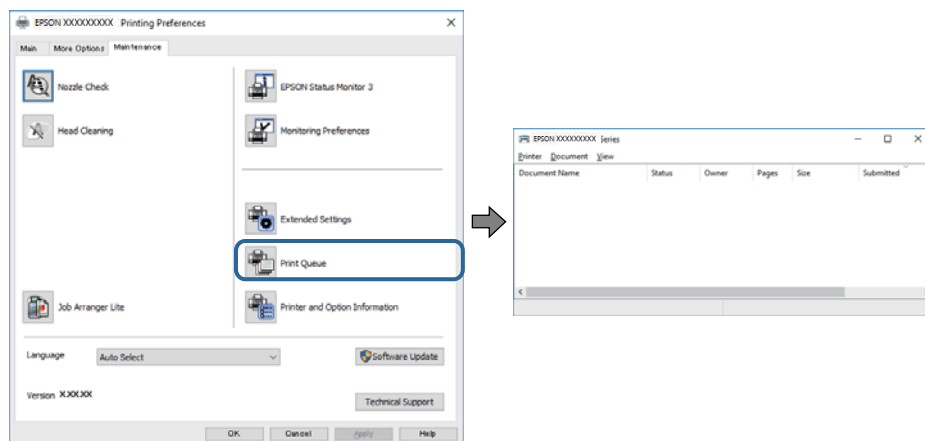 EPSON XXXXXXXXX Printing Preferences
Main More Options Maintenance
Nozzle Check
EPSON Status Monitor 3
Head Cleaning
Monitoring Preferences
Extended Settings
Print Queue
Job Arranger Lite
Printer and Option Information
Language Auto Select Software Update
Version X.XX.XX
Technical Support
OK Cancel Apply Help
EPSON XXXXXXXXX Series
Printer Document View
Document Name Status Owner Pages Size Submitted